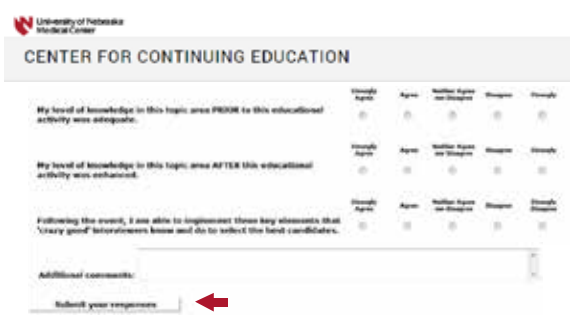 University of Nebraska
Medical Center
CENTER FOR CONTINUING EDUCATION
Strongly Agree Agree Neither Agree nor Disagree Disagree Strongly
My level of knowledge in this topic area PRIOR to this educational
activity was adequate.
Strongly Agree Agree Neither Agree nor Disagree Disagree Strongly
My level of knowledge in this topic area AFTER this educational
activity was enhanced.
Strongly Agree Agree Neither Agree nor Disagree Disagree Strongly Disagree
Following the event, I am able to implement three key elements that
'crazy good' interviewers know and do to select the best candidates.
Additional comments:
Submit your responses